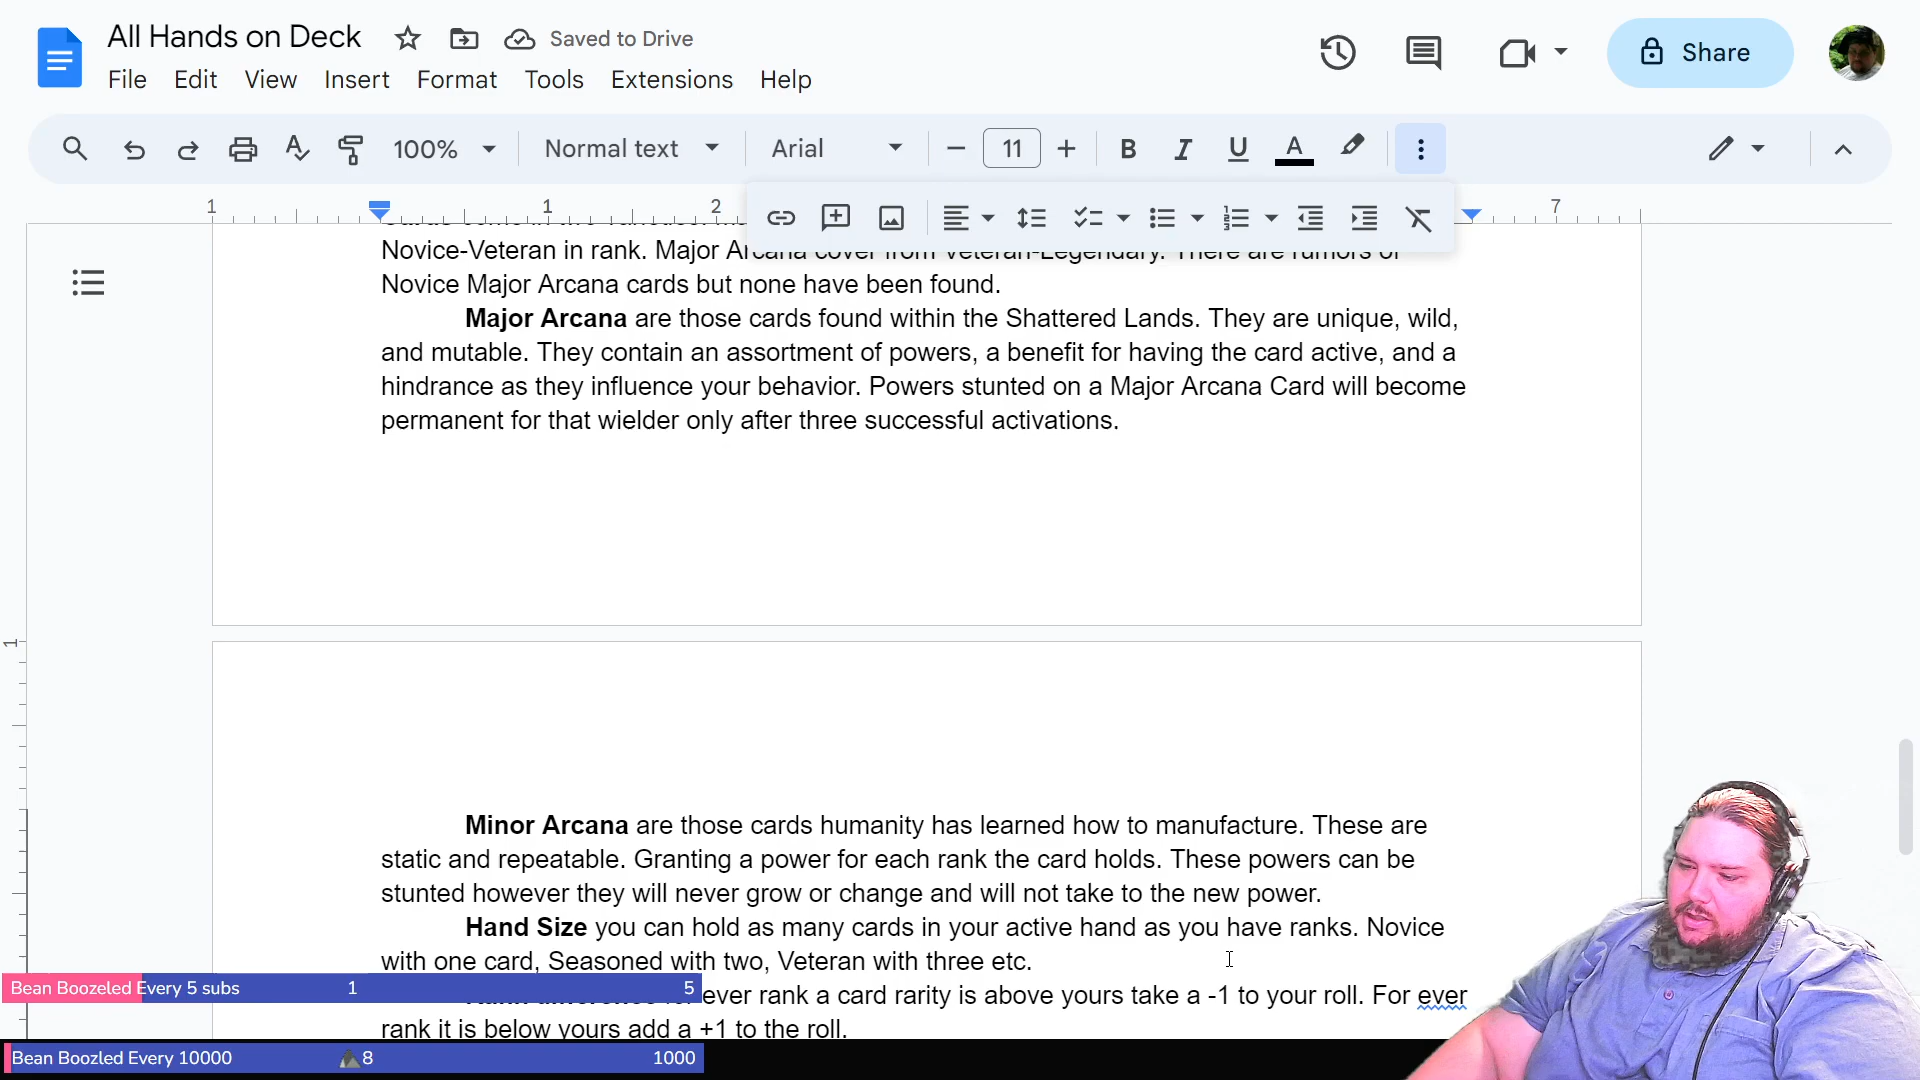 All Hands on Deck
Saved to Drive
Share
File Edit View Insert Format Tools Extensions Help
100% Normal text Arial 11 B I U A
1 1 2 7
Novice-Veteran in rank. Major Arcana cover from Veteran-Legendary. There are rumors of
Novice Major Arcana cards but none have been found.
Major Arcana are those cards found within the Shattered Lands. They are unique, wild,
and mutable. They contain an assortment of powers, a benefit for having the card active, and a
hindrance as they influence your behavior. Powers stunted on a Major Arcana Card will become
permanent for that wielder only after three successful activations.
1
Minor Arcana are those cards humanity has learned how to manufacture. These are
static and repeatable. Granting a power for each rank the card holds. These powers can be
stunted however they will never grow or change and will not take to the new power.
Hand Size you can hold as many cards in your active hand as you have ranks. Novice
with one card, Seasoned with two, Veteran with three etc.
Bean Boozeled Every 5 subs 1 5
ever rank a card rarity is above yours take a -1 to your roll. For ever
rank it is below yours add a +1 to the roll.
Bean Boozled Every 10000 8 1000